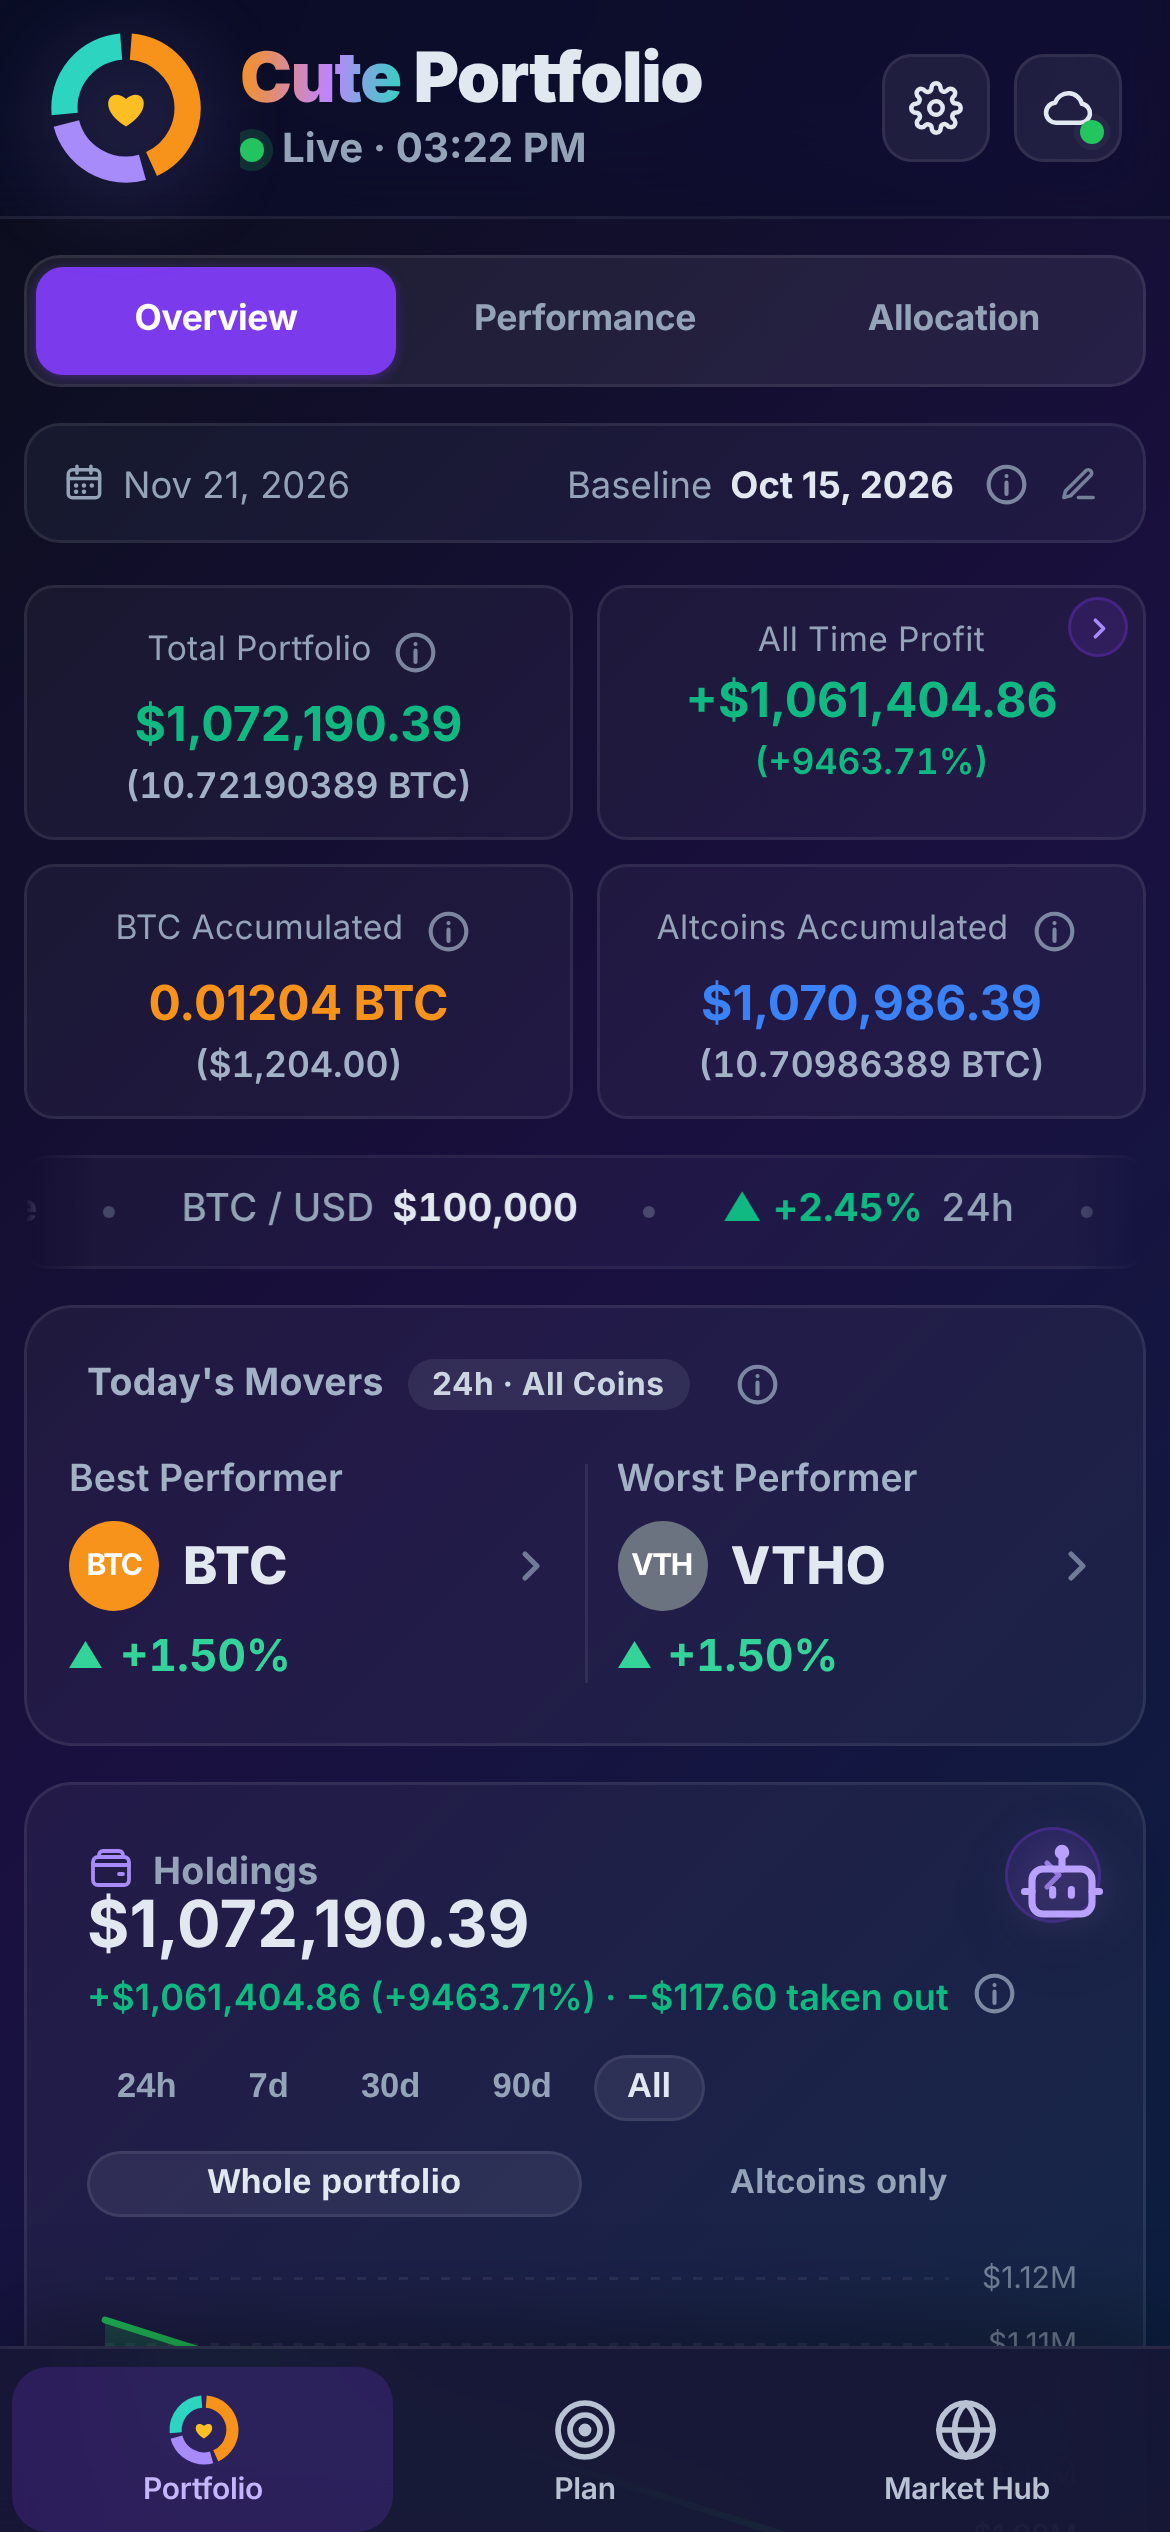 Cute Portfolio
Live · 03:22 PM
Overview
Performance
Allocation
Nov 21, 2026
Baseline Oct 15, 2026
Total Portfolio
$1,072,190.39
(10.72190389 BTC)
All Time Profit
+$1,061,404.86
(+9463.71%)
BTC Accumulated
0.01204 BTC
($1,204.00)
Altcoins Accumulated
$1,070,986.39
(10.70986389 BTC)
BTC / USD $100,000 • ▲ +2.45% 24h •
Today's Movers
24h · All Coins
Best Performer
BTC
BTC
▲ +1.50%
Worst Performer
VTH
VTHO
▲ +1.50%
Holdings
$1,072,190.39
+$1,061,404.86 (+9463.71%) · −$117.60 taken out
24h
7d
30d
90d
All
Whole portfolio
Altcoins only
$1.12M
$1.11M
Portfolio
Plan
Market Hub